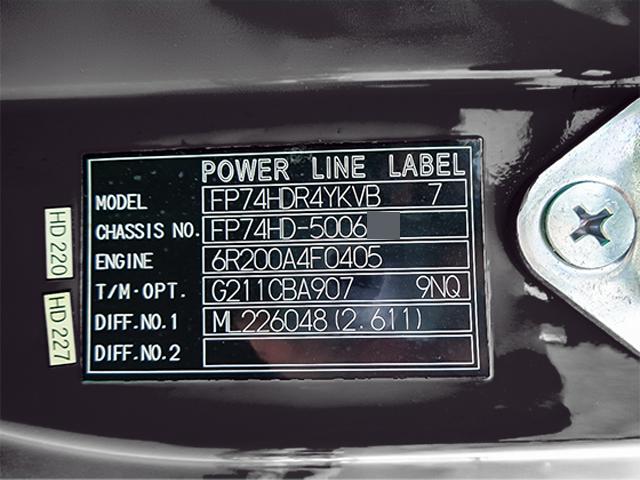 POWER LINE LABEL
MODEL FP74HDR4YKVB 7
CHASSIS NO. FP74HD-5006
ENGINE 6R200A4F0405
T/M·OPT. G211CBA907 9NQ
DIFF.NO.1 ML226048(2.611)
DIFF.NO.2
HD 220
HD 227